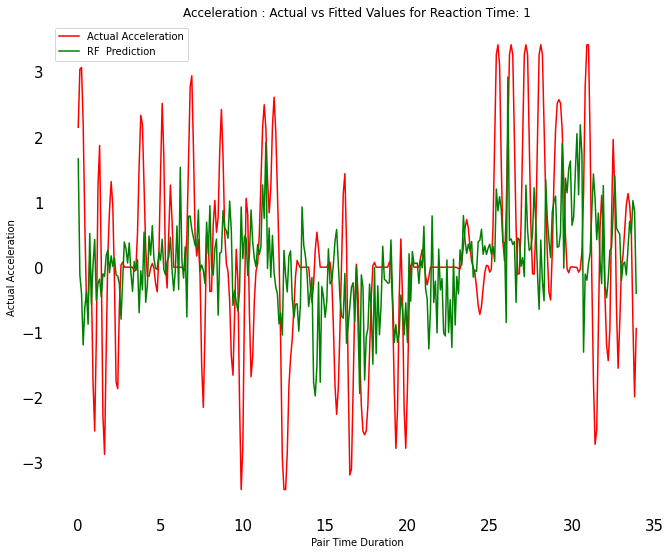 Acceleration : Actual vs Fitted Values for Reaction Time: 1
Actual Acceleration
RF  Prediction
Actual Acceleration
3
2
1
0
−1
−2
−3
0 5 10 15 20 25 30 35
Pair Time Duration